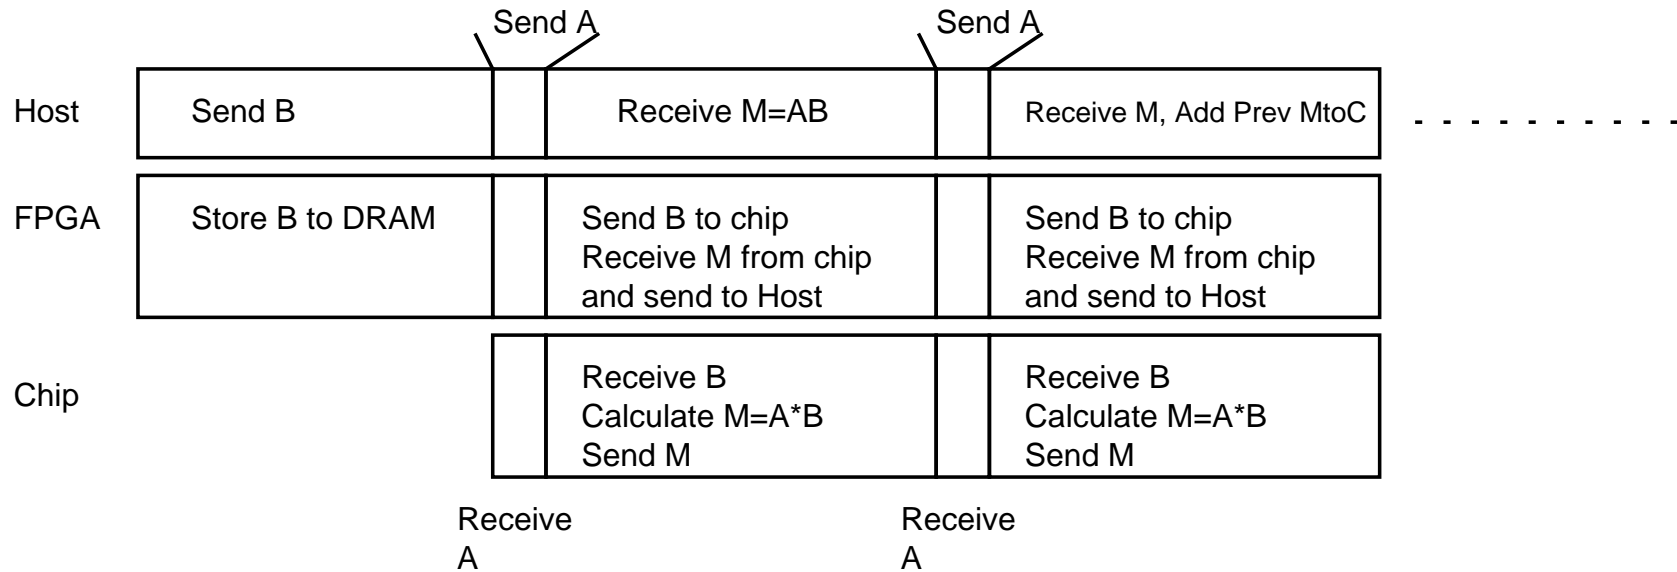 Send A
Send A
Host
Send B
Receive M=AB
Receive M, Add Prev MtoC
FPGA
Store B to DRAM
Send B to chip
Receive M from chip
and send to Host
Send B to chip
Receive M from chip
and send to Host
Chip
Receive B
Calculate M=A*B
Send M
Receive B
Calculate M=A*B
Send M
Receive
A
Receive
A